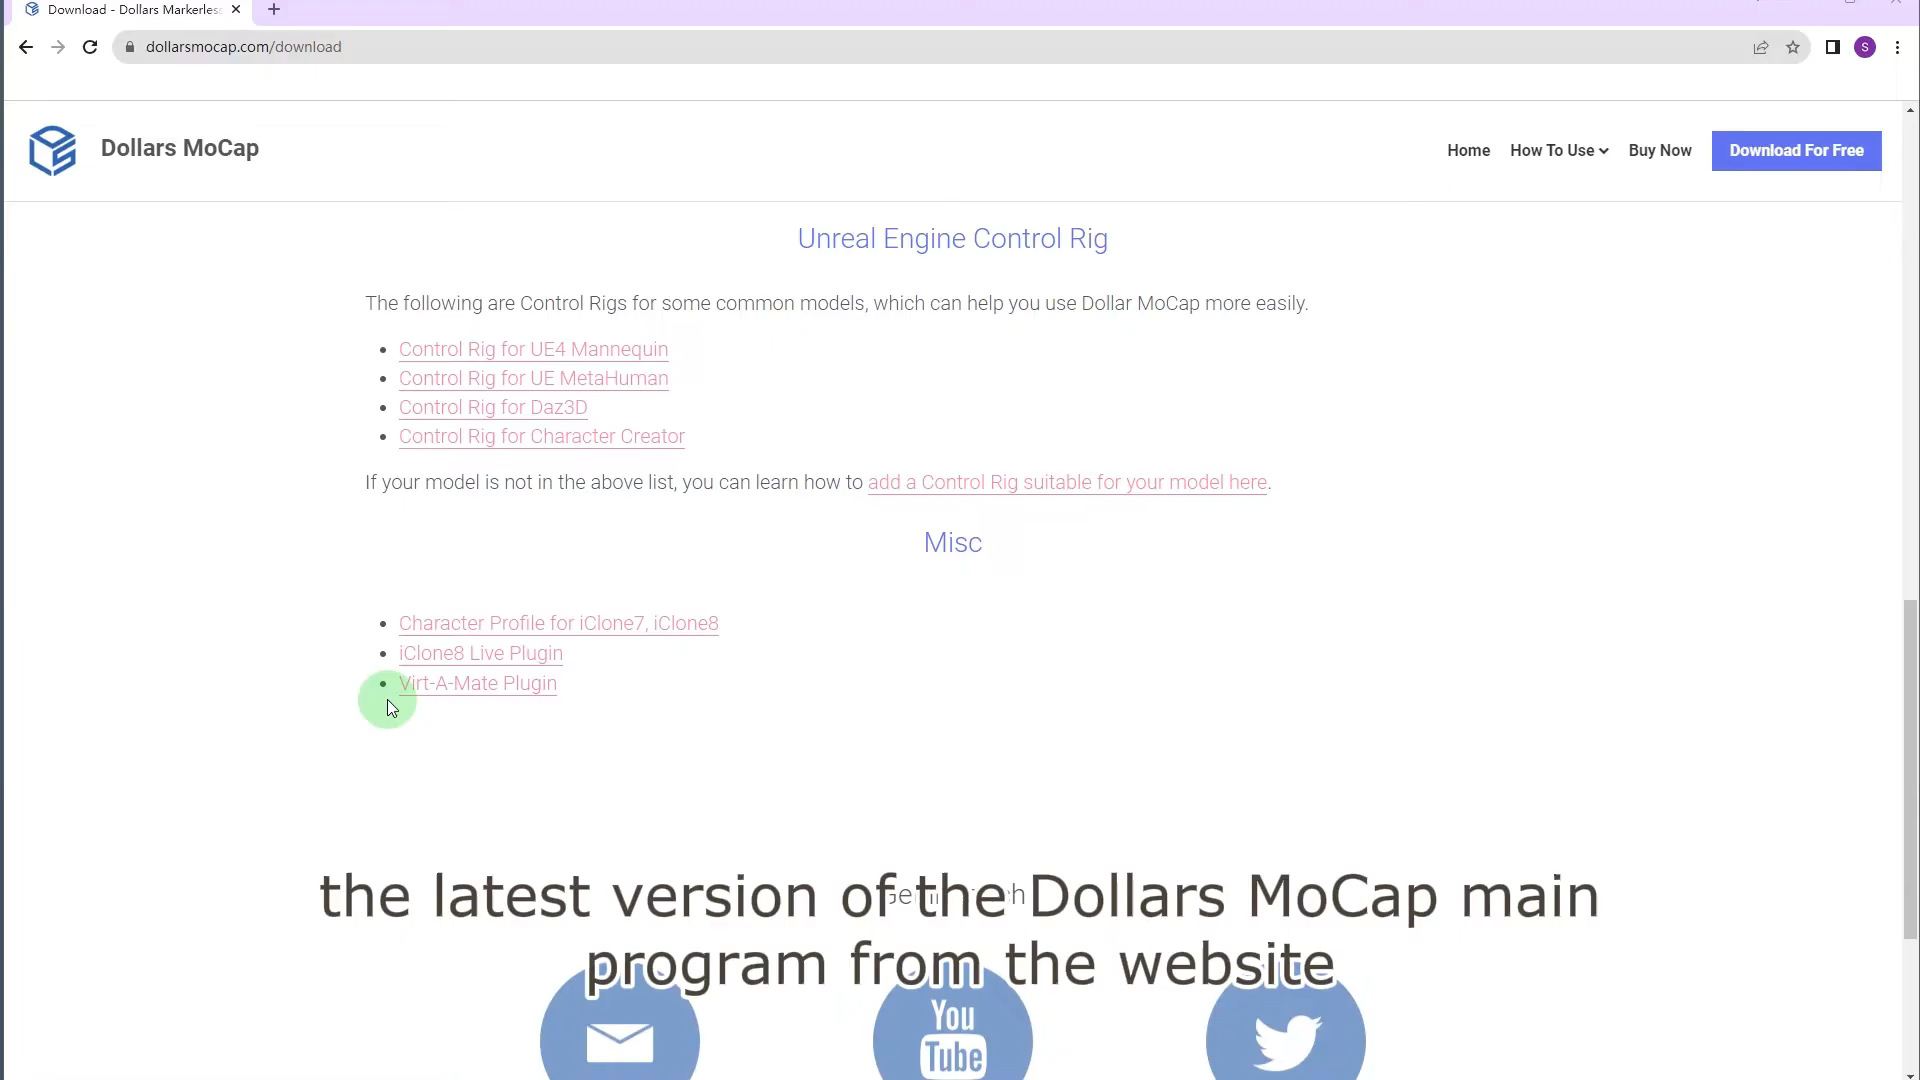 Download - Dollars Markerless
dollarsmocap.com/download
S
Dollars MoCap
Home
How To Use
Buy Now
Download For Free
Unreal Engine Control Rig
The following are Control Rigs for some common models, which can help you use Dollar MoCap more easily.
Control Rig for UE4 Mannequin
Control Rig for UE MetaHuman
Control Rig for Daz3D
Control Rig for Character Creator
If your model is not in the above list, you can learn how to add a Control Rig suitable for your model here.
Misc
Character Profile for iClone7, iClone8
iClone8 Live Plugin
Virt-A-Mate Plugin
the latest version of the Dollars MoCap main
program from the website
You
Tube